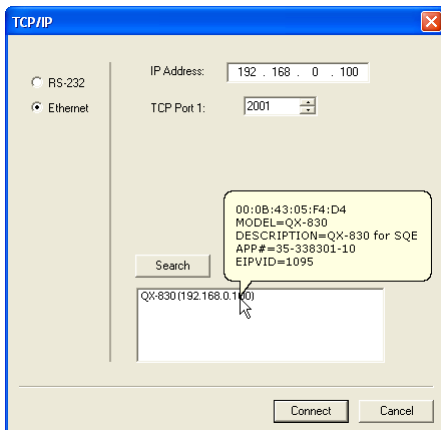 TCP/IP
RS-232
Ethernet
IP Address: 192 . 168 . 0 . 100
TCP Port 1: 2001
00:0B:43:05:F4:D4
MODEL=QX-830
DESCRIPTION=QX-830 for SQE
APP#=35-338301-10
EIPVID=1095
Search
QX-830 (192.168.0.100)
Connect
Cancel